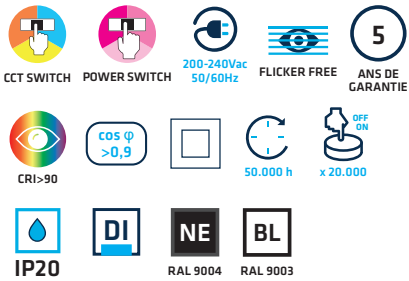 CCT SWITCH
POWER SWITCH
200-240Vac
50/60Hz
FLICKER FREE
5
ANS DE
GARANTIE
CRI>90
cos φ
>0,9
50.000 h
OFF
ON
x 20.000
IP20
DI
NE
RAL 9004
BL
RAL 9003